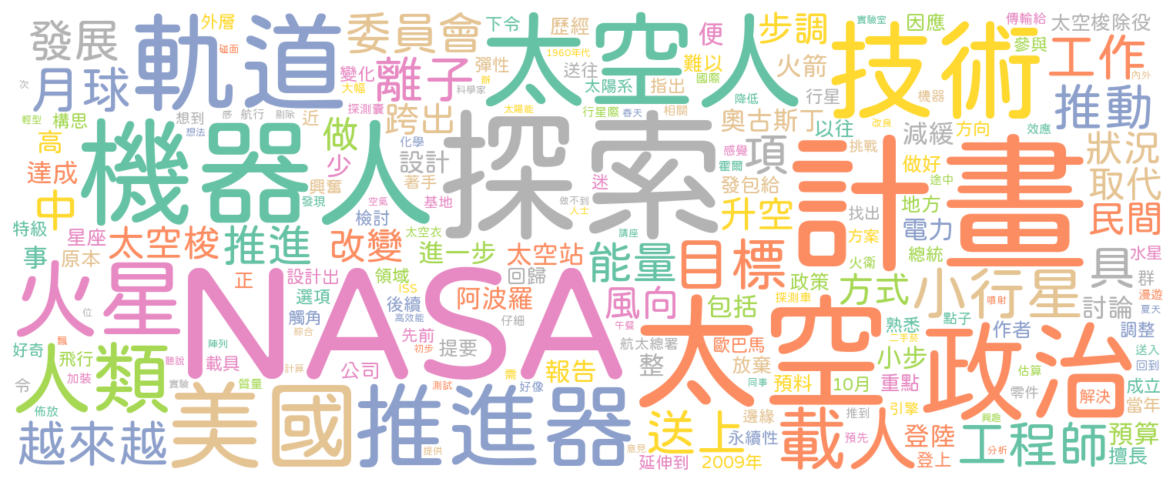 發展 外層 碰面 軌道 委員會 下令 歷經 1960年代 太空人 便 步調 實驗室 因應 傳輸給 太空梭除役
月球 變化 離子 彈性 辦 送往 難以 國際 火箭 技術 參與 工作
次 大幅 科學家 太陽系 指出 機器 內外 推動
輕型 構思 想到 感 航行 剔除 近 探測囊 跨出 太陽能 行星際 春天 相關 降低 行星 改良
高 想法 化學 奧古斯丁 以往 減緩 方向 效應
達成 機器人 做 少 設計 探索 感覺 霍爾 項 挑戰 計畫 狀況
中 興奮 著手 迷 發包給 做好 途中 取代
特級 發現 空氣 基地 做不到 人士 升空 找出 地方 民間
事 星座 太空梭 推進 檢討 太空衣 講座 方案 電力
原本 改變 進一步 太空站 能量 目標 火衛 總統 具 水星
火星 正 設計出 領域 回歸 政策 群
NASA 選項 ISS 後續 阿波羅 風向 包括 探測車 方式 小行星 漫遊
位 觸角 高效能 仔細 午餐 太空 噴射 討論 夏天
好奇 飄 陣列 綜合 先前 初步 航太總署 歐巴馬 二手菸 熟悉 點子 作者 調整
人類 飛行 聽說 載具 計算 提要 整 放棄 小步 政治 送入
令 加裝 實驗 質量 公司 測試 需 好像 報告 同事 預料 10月 重點 估算 回到
佈放 美國 推進器 零件 解決 成立
越來越 提供 意見 送上 邊緣 推到 載人 引擎 興趣 當年
永續性 預先 登陸 工程師 預算
延伸到 2009年 登上 分析 擅長